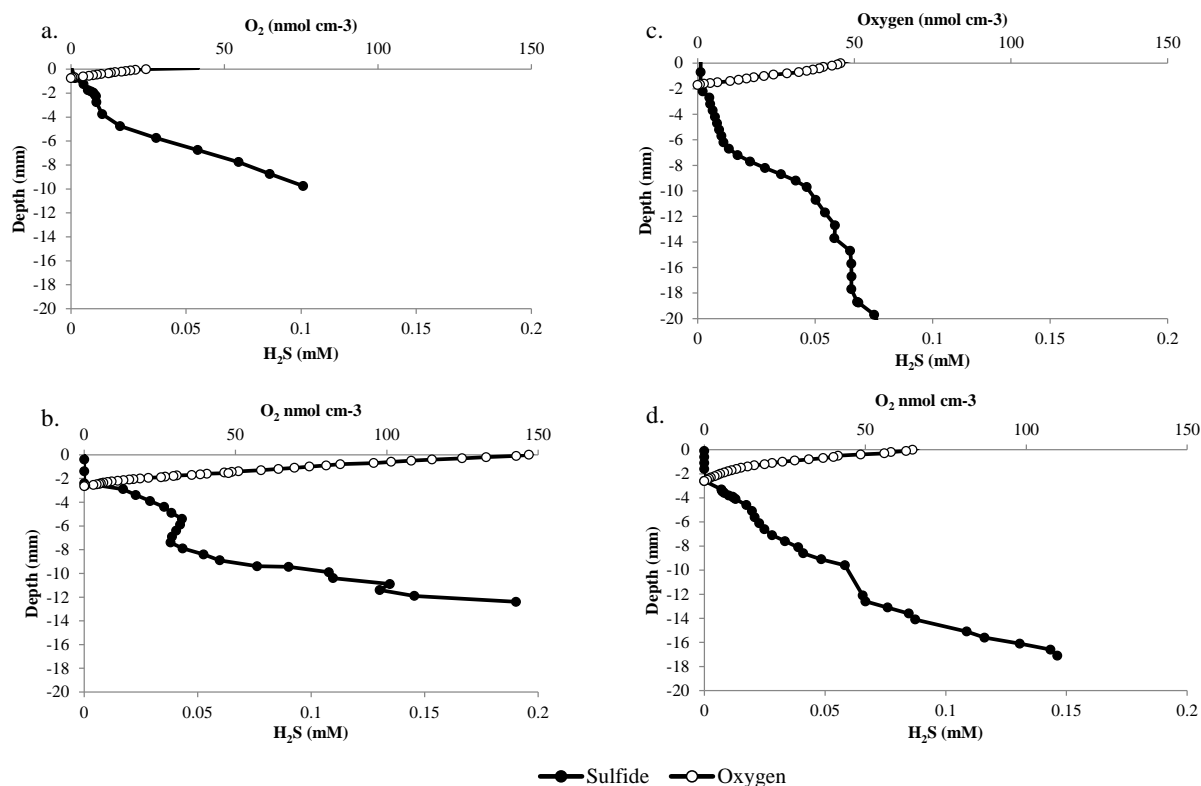 a.
O₂ (nmol cm-3)
0 50 100 150
0
-2
-4
-6
-8
-10
-12
-14
-16
-18
-20
Depth (mm)
0 0.05 0.1 0.15 0.2
H₂S (mM)
c.
Oxygen (nmol cm-3)
0 50 100 150
0
-2
-4
-6
-8
-10
-12
-14
-16
-18
-20
Depth (mm)
0 0.05 0.1 0.15 0.2
H₂S (mM)
b.
O₂ nmol cm-3
0 50 100 150
0
-2
-4
-6
-8
-10
-12
-14
-16
-18
-20
Depth (mm)
0 0.05 0.1 0.15 0.2
H₂S (mM)
d.
O₂ nmol cm-3
0 50 100 150
0
-2
-4
-6
-8
-10
-12
-14
-16
-18
-20
Depth (mm)
0 0.05 0.1 0.15 0.2
H₂S (mM)
Sulfide Oxygen